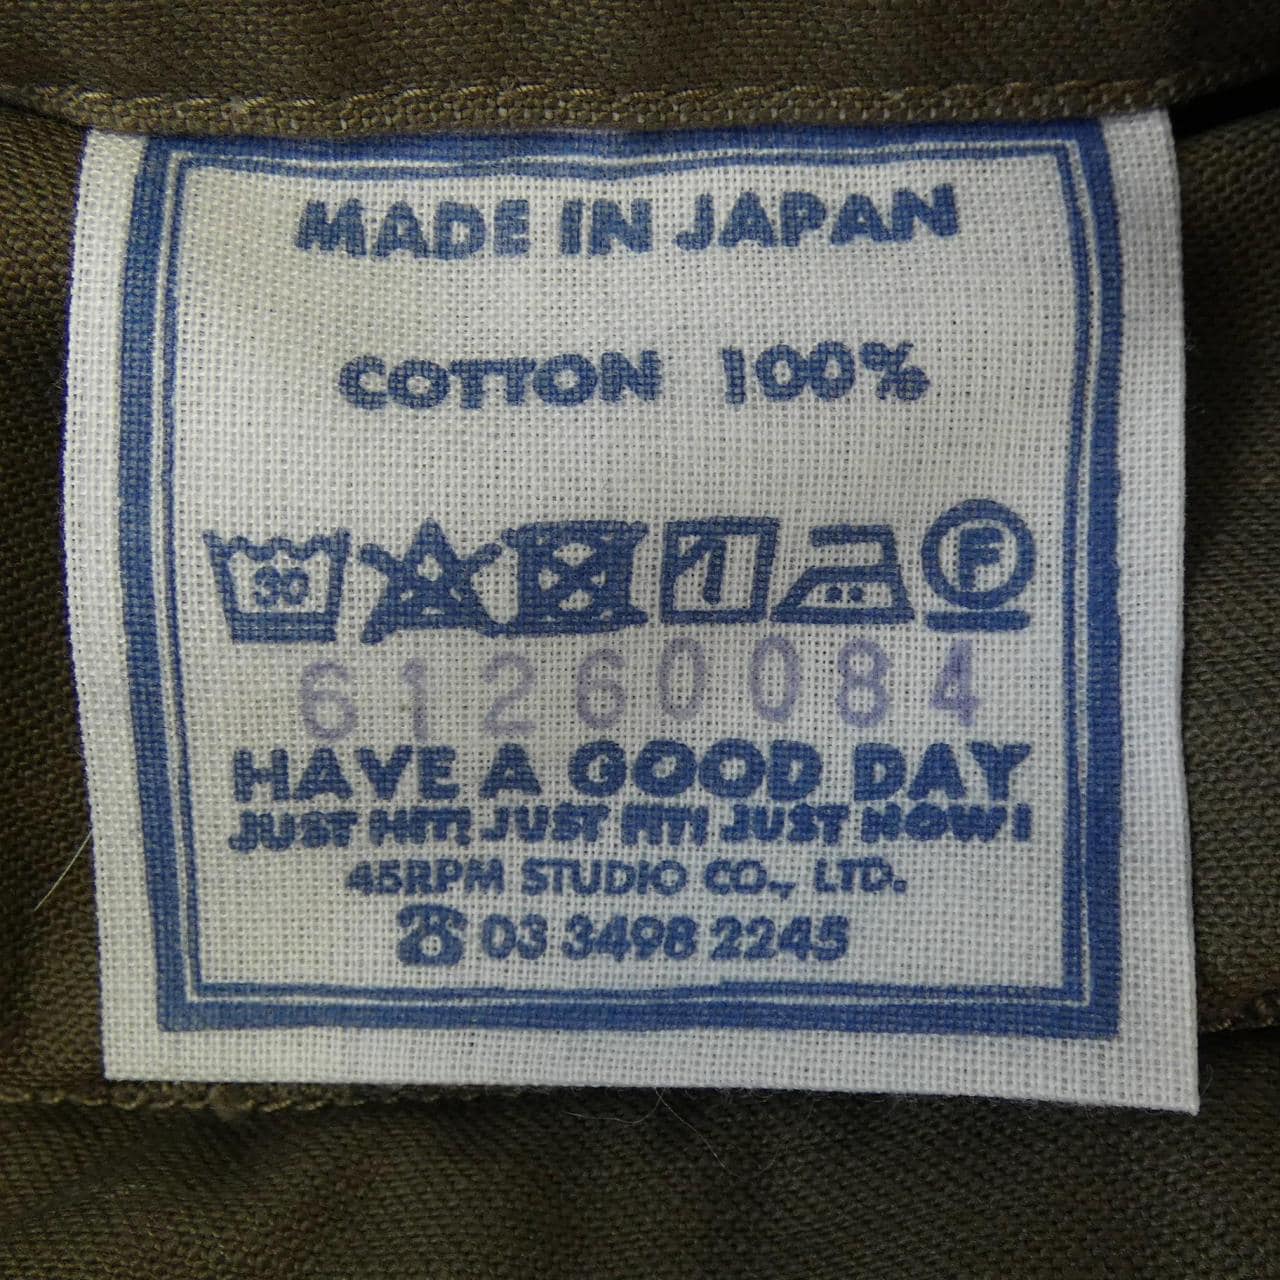 MADE IN JAPAN
COTTON 100%
30 F
61260084
HAVE A GOOD DAY
JUST HIT! JUST FIT! JUST NOW!
45RPM STUDIO CO., LTD.
☎ 03 3498 2245